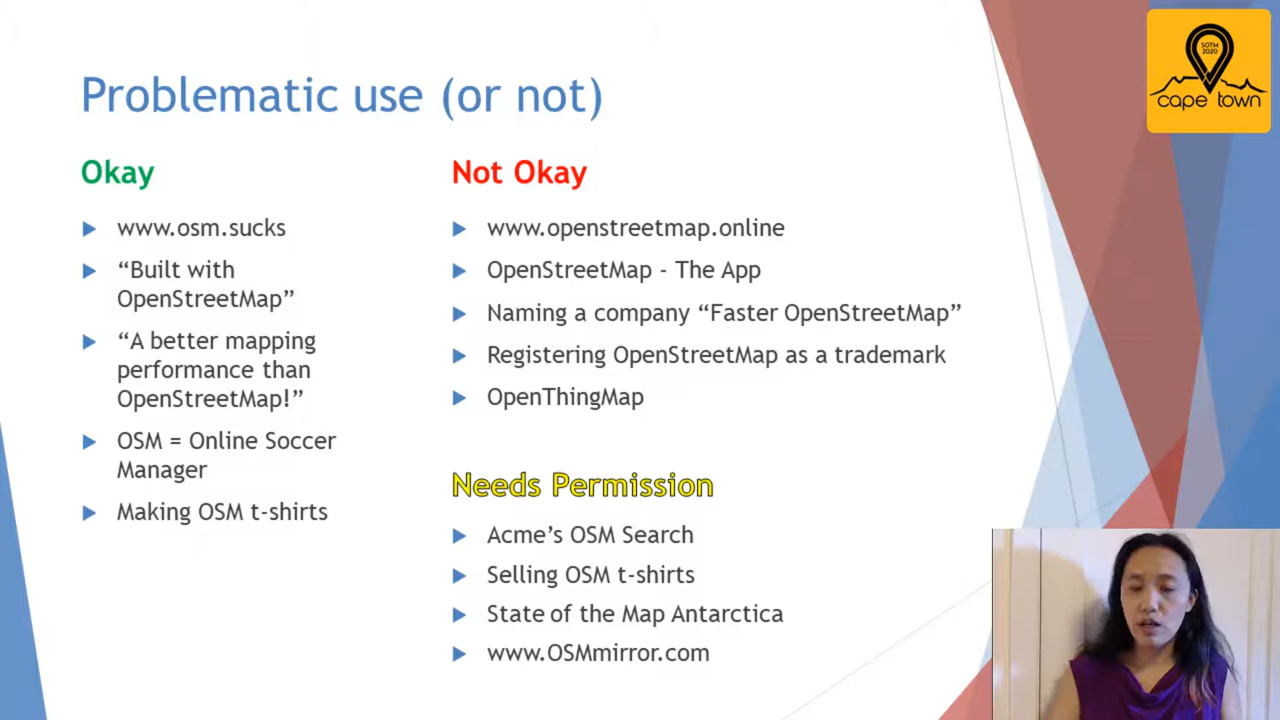 Problematic use (or not)
Okay
www.osm.sucks
“Built with
OpenStreetMap”
“A better mapping
performance than
OpenStreetMap!”
OSM = Online Soccer
Manager
Making OSM t-shirts
Not Okay
www.openstreetmap.online
OpenStreetMap - The App
Naming a company “Faster OpenStreetMap”
Registering OpenStreetMap as a trademark
OpenThingMap
Needs Permission
Acme’s OSM Search
Selling OSM t-shirts
State of the Map Antarctica
www.OSMmirror.com
SOTM
2020
cape town